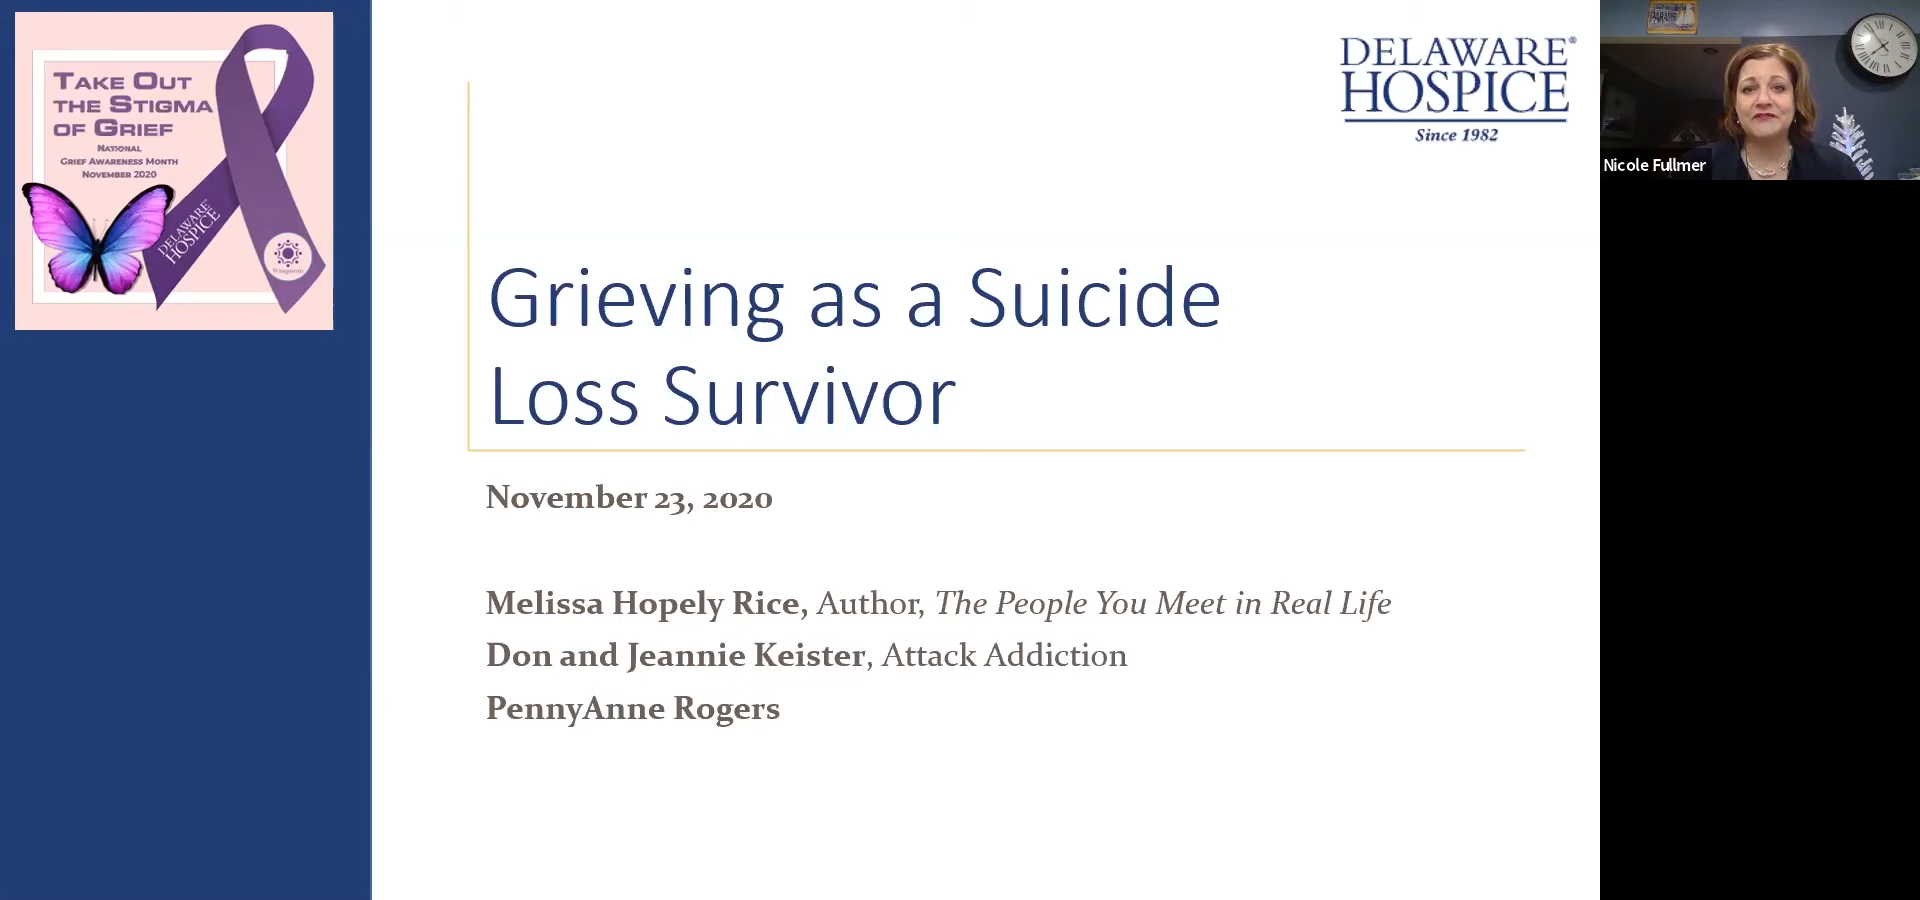 TAKE OUT
THE STIGMA
OF GRIEF
NATIONAL
GRIEF AWARENESS MONTH
NOVEMBER 2020
DELAWARE
HOSPICE
Wingmom
DELAWARE®
HOSPICE
Since 1982
Grieving as a Suicide
Loss Survivor
November 23, 2020
Melissa Hopely Rice, Author, The People You Meet in Real Life
Don and Jeannie Keister, Attack Addiction
PennyAnne Rogers
Nicole Fullmer